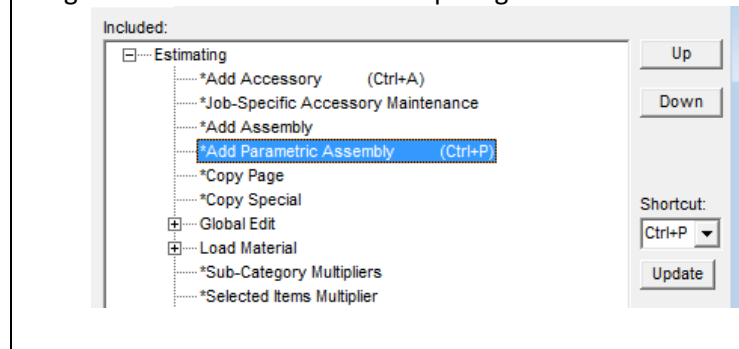 Included:
Estimating
*Add Accessory (Ctrl+A)
*Job-Specific Accessory Maintenance
*Add Assembly
*Add Parametric Assembly (Ctrl+P)
*Copy Page
*Copy Special
Global Edit
Load Material
*Sub-Category Multipliers
*Selected Items Multiplier
Up
Down
Shortcut:
Ctrl+P
Update